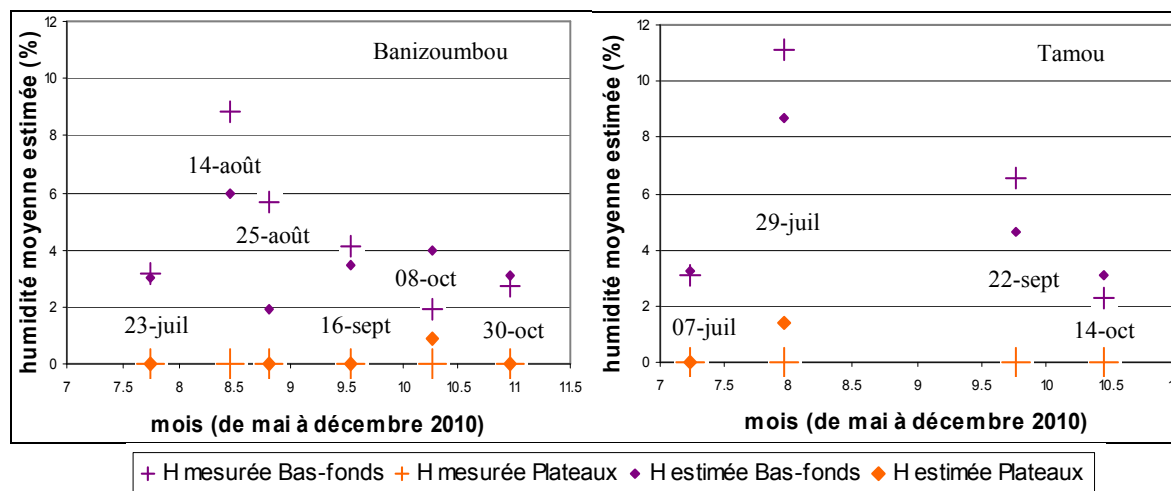 humidité moyenne estimée (%)
12
10
8
6
4
2
0
Banizoumbou
14-août
25-août
08-oct
23-juil
16-sept
30-oct
7 7.5 8 8.5 9 9.5 10 10.5 11 11.5
mois (de mai à décembre 2010)
humidité moyenne estimée (%)
12
10
8
6
4
2
0
Tamou
29-juil
22-sept
07-juil
14-oct
7 7.5 8 8.5 9 9.5 10 10.5
mois (de mai à décembre 2010)
H mesurée Bas-fonds H mesurée Plateaux H estimée Bas-fonds H estimée Plateaux